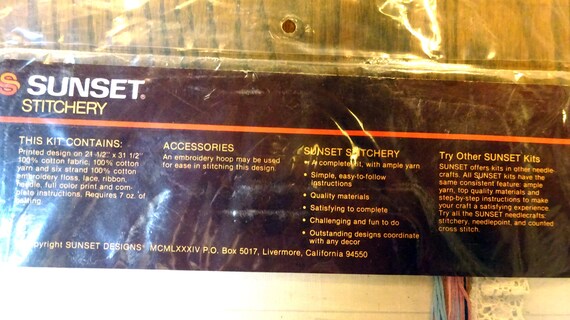 SUNSET®
STITCHERY
THIS KIT CONTAINS:
Printed design on 21 1/2" x 31 1/2"
100% cotton fabric, 100% cotton
yarn and six strand 100% cotton
embroidery floss, lace, ribbon,
needle, full color print and com-
plete instructions. Requires 7 oz. of
ACCESSORIES
An embroidery hoop may be used
for ease in stitching this design.
SUNSET STITCHERY
• A complete kit, with ample yarn
• Simple, easy-to-follow
instructions
• Quality materials
• Satisfying to complete
• Challenging and fun to do
• Outstanding designs coordinate
with any decor
Try Other SUNSET Kits
SUNSET offers kits in other needle-
crafts. All SUNSET kits have the
same consistent feature: ample
yarn, top quality materials and
step-by-step instructions to make
your craft a satisfying experience.
Try all the SUNSET needlecrafts:
stitchery, needlepoint, and counted
cross stitch.
Copyright SUNSET DESIGNS® MCMLXXXIV P.O. Box 5017, Livermore, California 94550